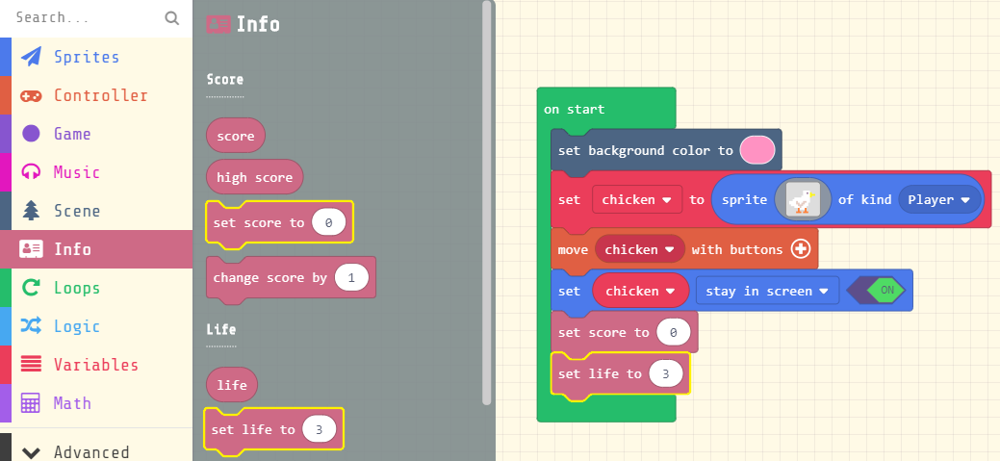 Search...
Sprites
Controller
Game
Music
Scene
Info
Loops
Logic
Variables
Math
Advanced
Info
Score
score
high score
set score to 0
change score by 1
Life
life
set life to 3
on start
set background color to
set chicken to sprite of kind Player
move chicken with buttons
set chicken stay in screen ON
set score to 0
set life to 3